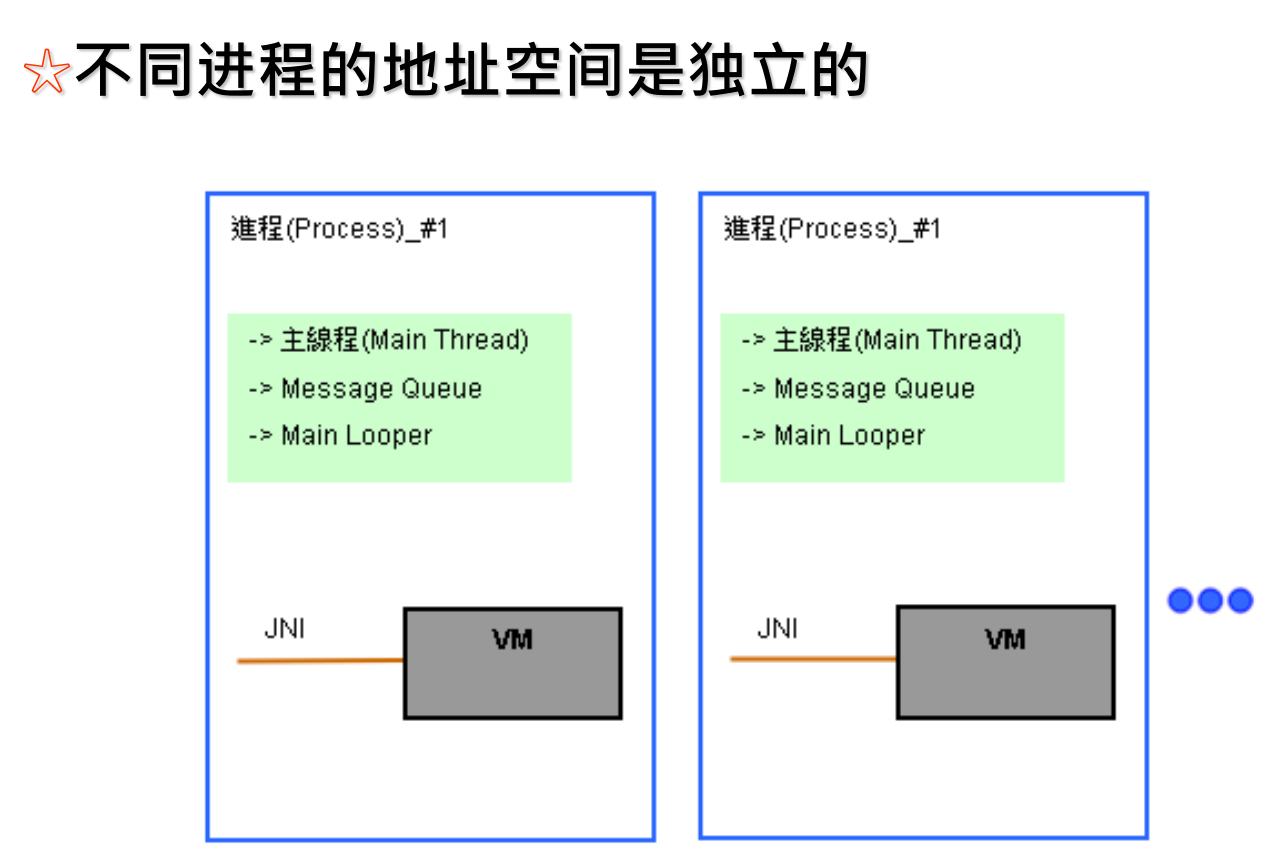 ☆不同进程的地址空间是独立的
進程(Process)_#1
-> 主線程(Main Thread)
-> Message Queue
-> Main Looper
JNI
VM
進程(Process)_#1
-> 主線程(Main Thread)
-> Message Queue
-> Main Looper
JNI
VM